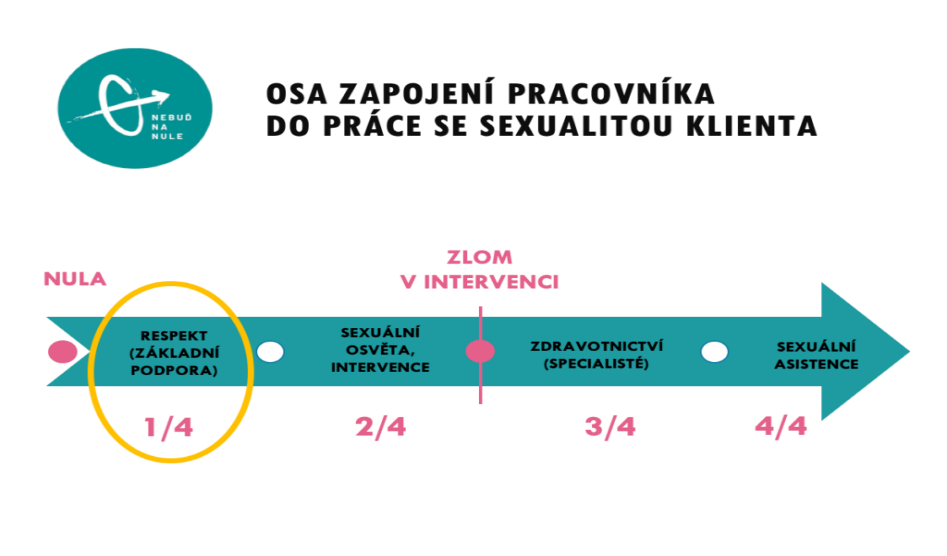 NEBUĎ
NA
NULE
OSA ZAPOJENÍ PRACOVNÍKA
DO PRÁCE SE SEXUALITOU KLIENTA
NULA
ZLOM
V INTERVENCI
RESPEKT
(ZÁKLADNÍ
PODPORA)
SEXUÁLNÍ
OSVĚTA,
INTERVENCE
ZDRAVOTNICTVÍ
(SPECIALISTÉ)
SEXUÁLNÍ
ASISTENCE
1/4
2/4
3/4
4/4